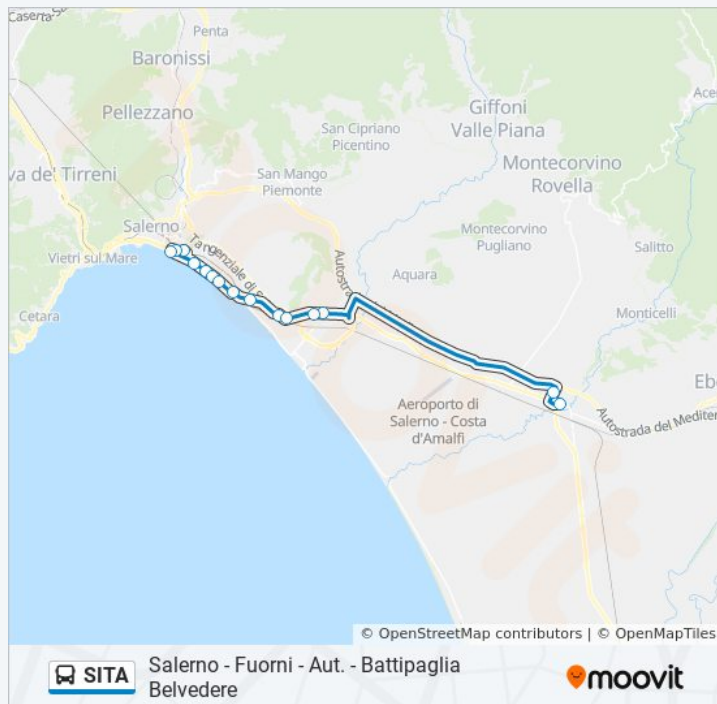 Caserta
Penta
Baronissi
Ace
Pellezzano
Giffoni
Valle Piana
San Cipriano
Picentino
va de' Tirreni
San Mango
Piemonte
Montecorvino
Rovella
Salerno
Montecorvino
Pugliano
Salitto
Vietri sul Mare
Tangenziale di S
Autostra
Aquara
Cetara
Monticelli
Ebo
Aeroporto di
Salerno - Costa
d'Amalfi
Autostrada del Mediter
© OpenStreetMap contributors | © OpenMapTiles
SITA
Salerno - Fuorni - Aut. - Battipaglia
Belvedere
moovit